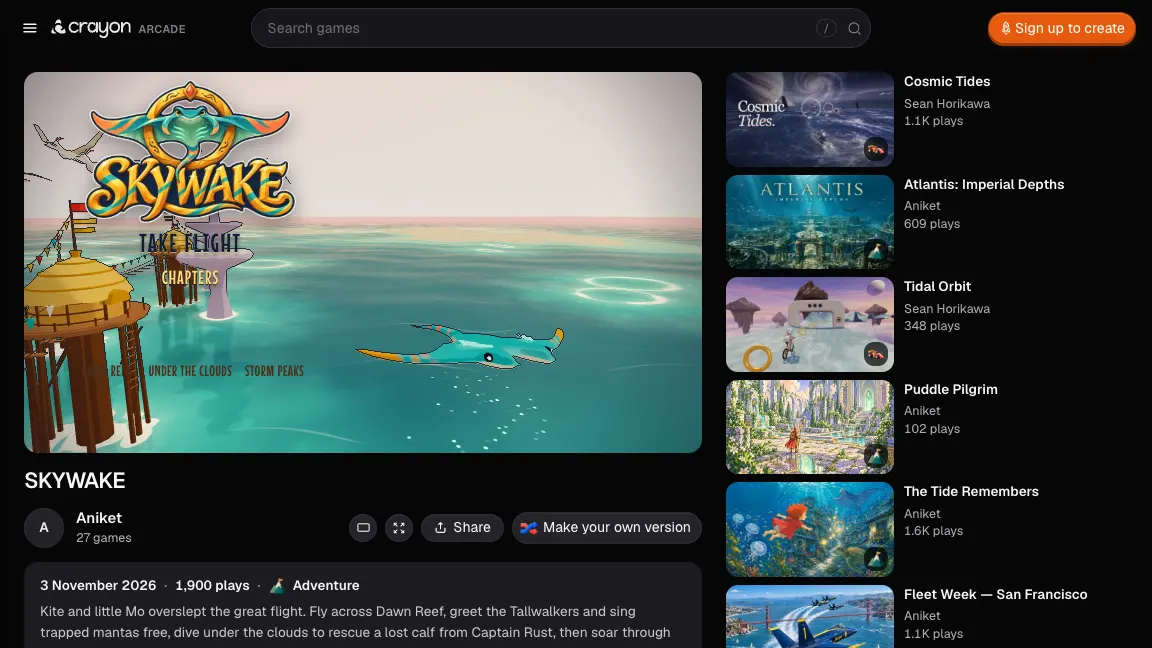 crayon ARCADE
Search games
/
Sign up to create
SKYWAKE
TAKE FLIGHT
CHAPTERS
UNDER THE CLOUDS
STORM PEAKS
SKYWAKE
A
Aniket
27 games
Share
Make your own version
3 November 2026 · 1,900 plays · Adventure
Kite and little Mo overslept the great flight. Fly across Dawn Reef, greet the Tallwalkers and sing
trapped mantas free, dive under the clouds to rescue a lost calf from Captain Rust, then soar through
Cosmic
Tides.
Cosmic Tides
Sean Horikawa
1.1K plays
ATLANTIS
IMPERIAL DEPTHS
Atlantis: Imperial Depths
Aniket
609 plays
Tidal Orbit
Sean Horikawa
348 plays
Puddle Pilgrim
Aniket
102 plays
The Tide Remembers
Aniket
1.6K plays
Fleet Week — San Francisco
Aniket
1.1K plays